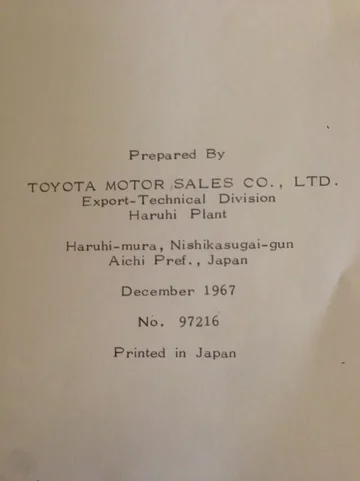 Prepared By
TOYOTA MOTOR SALES CO., LTD.
Export-Technical Division
Haruhi Plant
Haruhi-mura, Nishikasugai-gun
Aichi Pref., Japan
December 1967
No. 97216
Printed in Japan